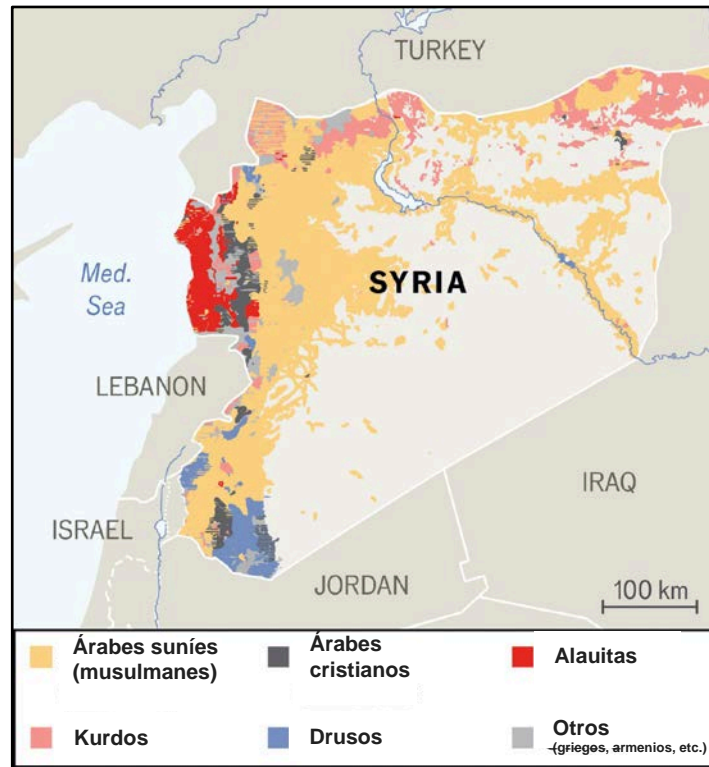 TURKEY
SYRIA
Med.
Sea
LEBANON
IRAQ
ISRAEL
JORDAN
100 km
Árabes suníes
(musulmanes)
Árabes
cristianos
Alauitas
Kurdos
Drusos
Otros
(griegos, armenios, etc.)